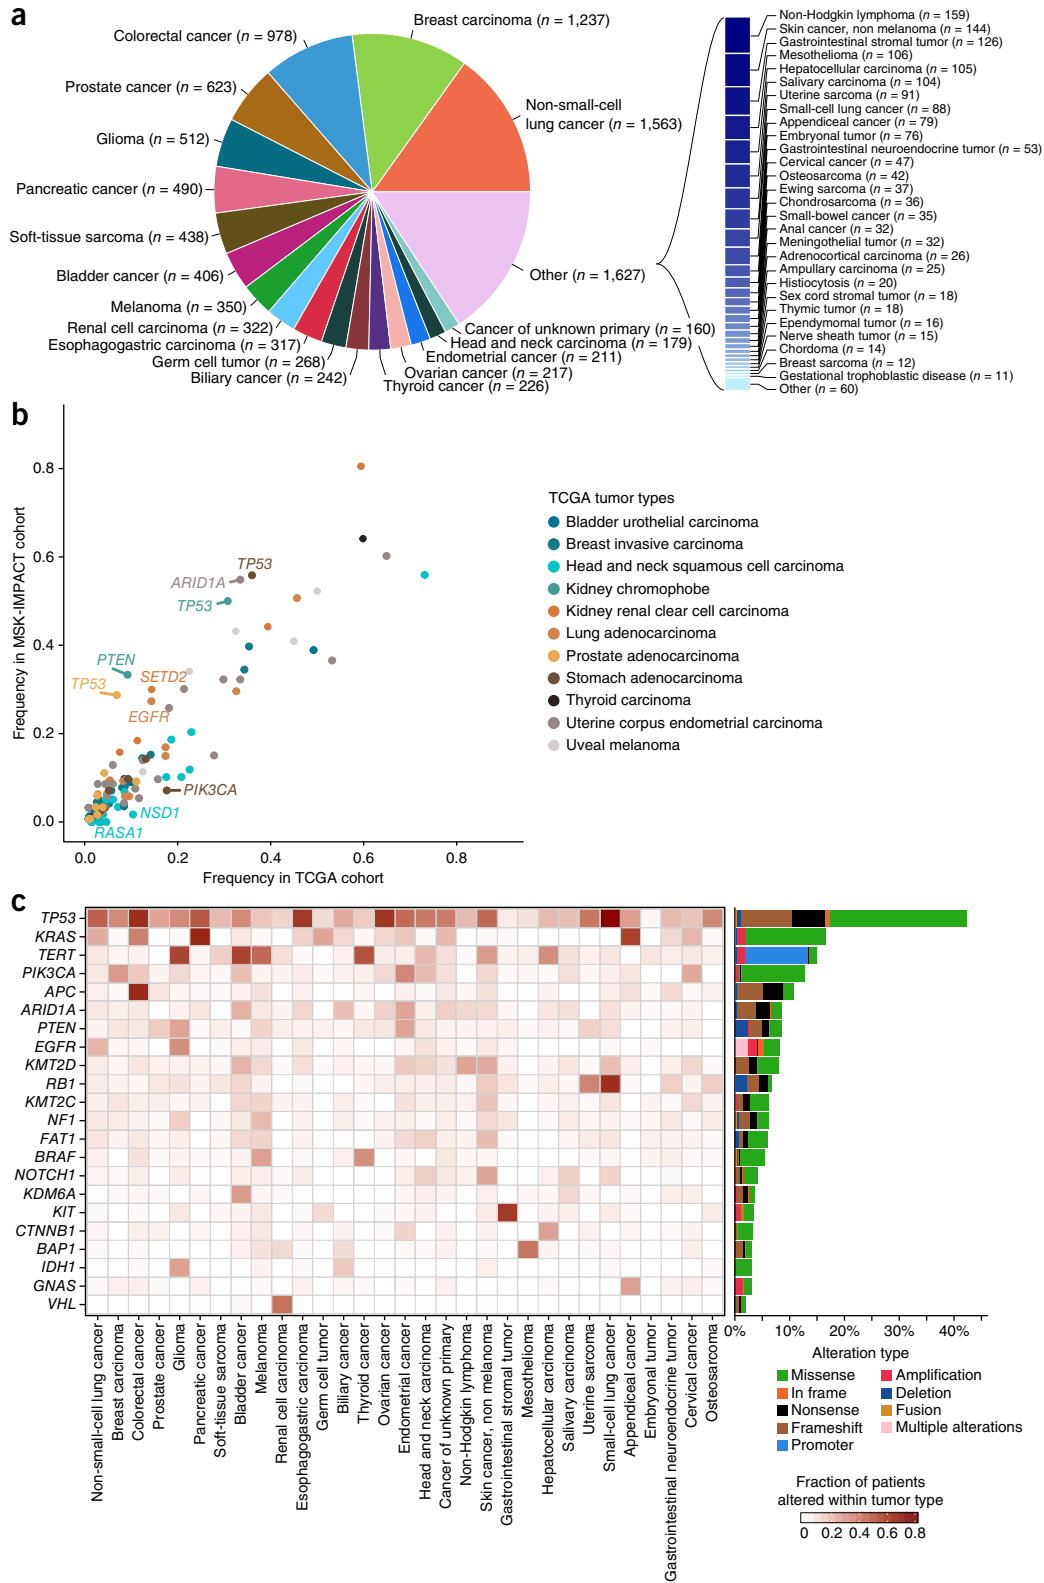 a
Breast carcinoma (n = 1,237)
Colorectal cancer (n = 978)
Prostate cancer (n = 623)
Non-small-cell
lung cancer (n = 1,563)
Glioma (n = 512)
Pancreatic cancer (n = 490)
Soft-tissue sarcoma (n = 438)
Bladder cancer (n = 406)
Other (n = 1,627)
Melanoma (n = 350)
Renal cell carcinoma (n = 322)
Esophagogastric carcinoma (n = 317)
Germ cell tumor (n = 268)
Biliary cancer (n = 242)
Cancer of unknown primary (n = 160)
Head and neck carcinoma (n = 179)
Endometrial cancer (n = 211)
Ovarian cancer (n = 217)
Thyroid cancer (n = 226)
Non-Hodgkin lymphoma (n = 159)
Skin cancer, non melanoma (n = 144)
Gastrointestinal stromal tumor (n = 126)
Mesothelioma (n = 106)
Hepatocellular carcinoma (n = 105)
Salivary carcinoma (n = 104)
Uterine sarcoma (n = 91)
Small-cell lung cancer (n = 88)
Appendiceal cancer (n = 79)
Embryonal tumor (n = 76)
Gastrointestinal neuroendocrine tumor (n = 53)
Cervical cancer (n = 47)
Osteosarcoma (n = 42)
Ewing sarcoma (n = 37)
Chondrosarcoma (n = 36)
Small-bowel cancer (n = 35)
Anal cancer (n = 32)
Meningothelial tumor (n = 32)
Adrenocortical carcinoma (n = 26)
Ampullary carcinoma (n = 25)
Histiocytosis (n = 20)
Sex cord stromal tumor (n = 18)
Thymic tumor (n = 18)
Ependymomal tumor (n = 16)
Nerve sheath tumor (n = 15)
Chordoma (n = 14)
Breast sarcoma (n = 12)
Gestational trophoblastic disease (n = 11)
Other (n = 60)
b
Frequency in MSK-IMPACT cohort
0.8
0.6
0.4
0.2
0.0
TP53
ARID1A
TP53
PTEN
TP53
SETD2
EGFR
PIK3CA
NSD1
RASA1
0.0 0.2 0.4 0.6 0.8
Frequency in TCGA cohort
TCGA tumor types
Bladder urothelial carcinoma
Breast invasive carcinoma
Head and neck squamous cell carcinoma
Kidney chromophobe
Kidney renal clear cell carcinoma
Lung adenocarcinoma
Prostate adenocarcinoma
Stomach adenocarcinoma
Thyroid carcinoma
Uterine corpus endometrial carcinoma
Uveal melanoma
c
TP53
KRAS
TERT
PIK3CA
APC
ARID1A
PTEN
EGFR
KMT2D
RB1
KMT2C
NF1
FAT1
BRAF
NOTCH1
KDM6A
KIT
CTNNB1
BAP1
IDH1
GNAS
VHL
Non-small-cell lung cancer
Breast carcinoma
Colorectal cancer
Prostate cancer
Glioma
Pancreatic cancer
Soft-tissue sarcoma
Bladder cancer
Melanoma
Renal cell carcinoma
Germ cell tumor
Esophagogastric carcinoma
Biliary cancer
Thyroid cancer
Ovarian cancer
Endometrial cancer
Head and neck carcinoma
Cancer of unknown primary
Non-Hodgkin lymphoma
Skin cancer, non melanoma
Gastrointestinal stromal tumor
Mesothelioma
Hepatocellular carcinoma
Salivary carcinoma
Uterine sarcoma
Small-cell lung cancer
Appendiceal cancer
Embryonal tumor
Gastrointestinal neuroendocrine tumor
Cervical cancer
Osteosarcoma
0% 10% 20% 30% 40%
Alteration type
Missense
In frame
Nonsense
Frameshift
Promoter
Amplification
Deletion
Fusion
Multiple alterations
Fraction of patients
altered within tumor type
0 0.2 0.4 0.6 0.8